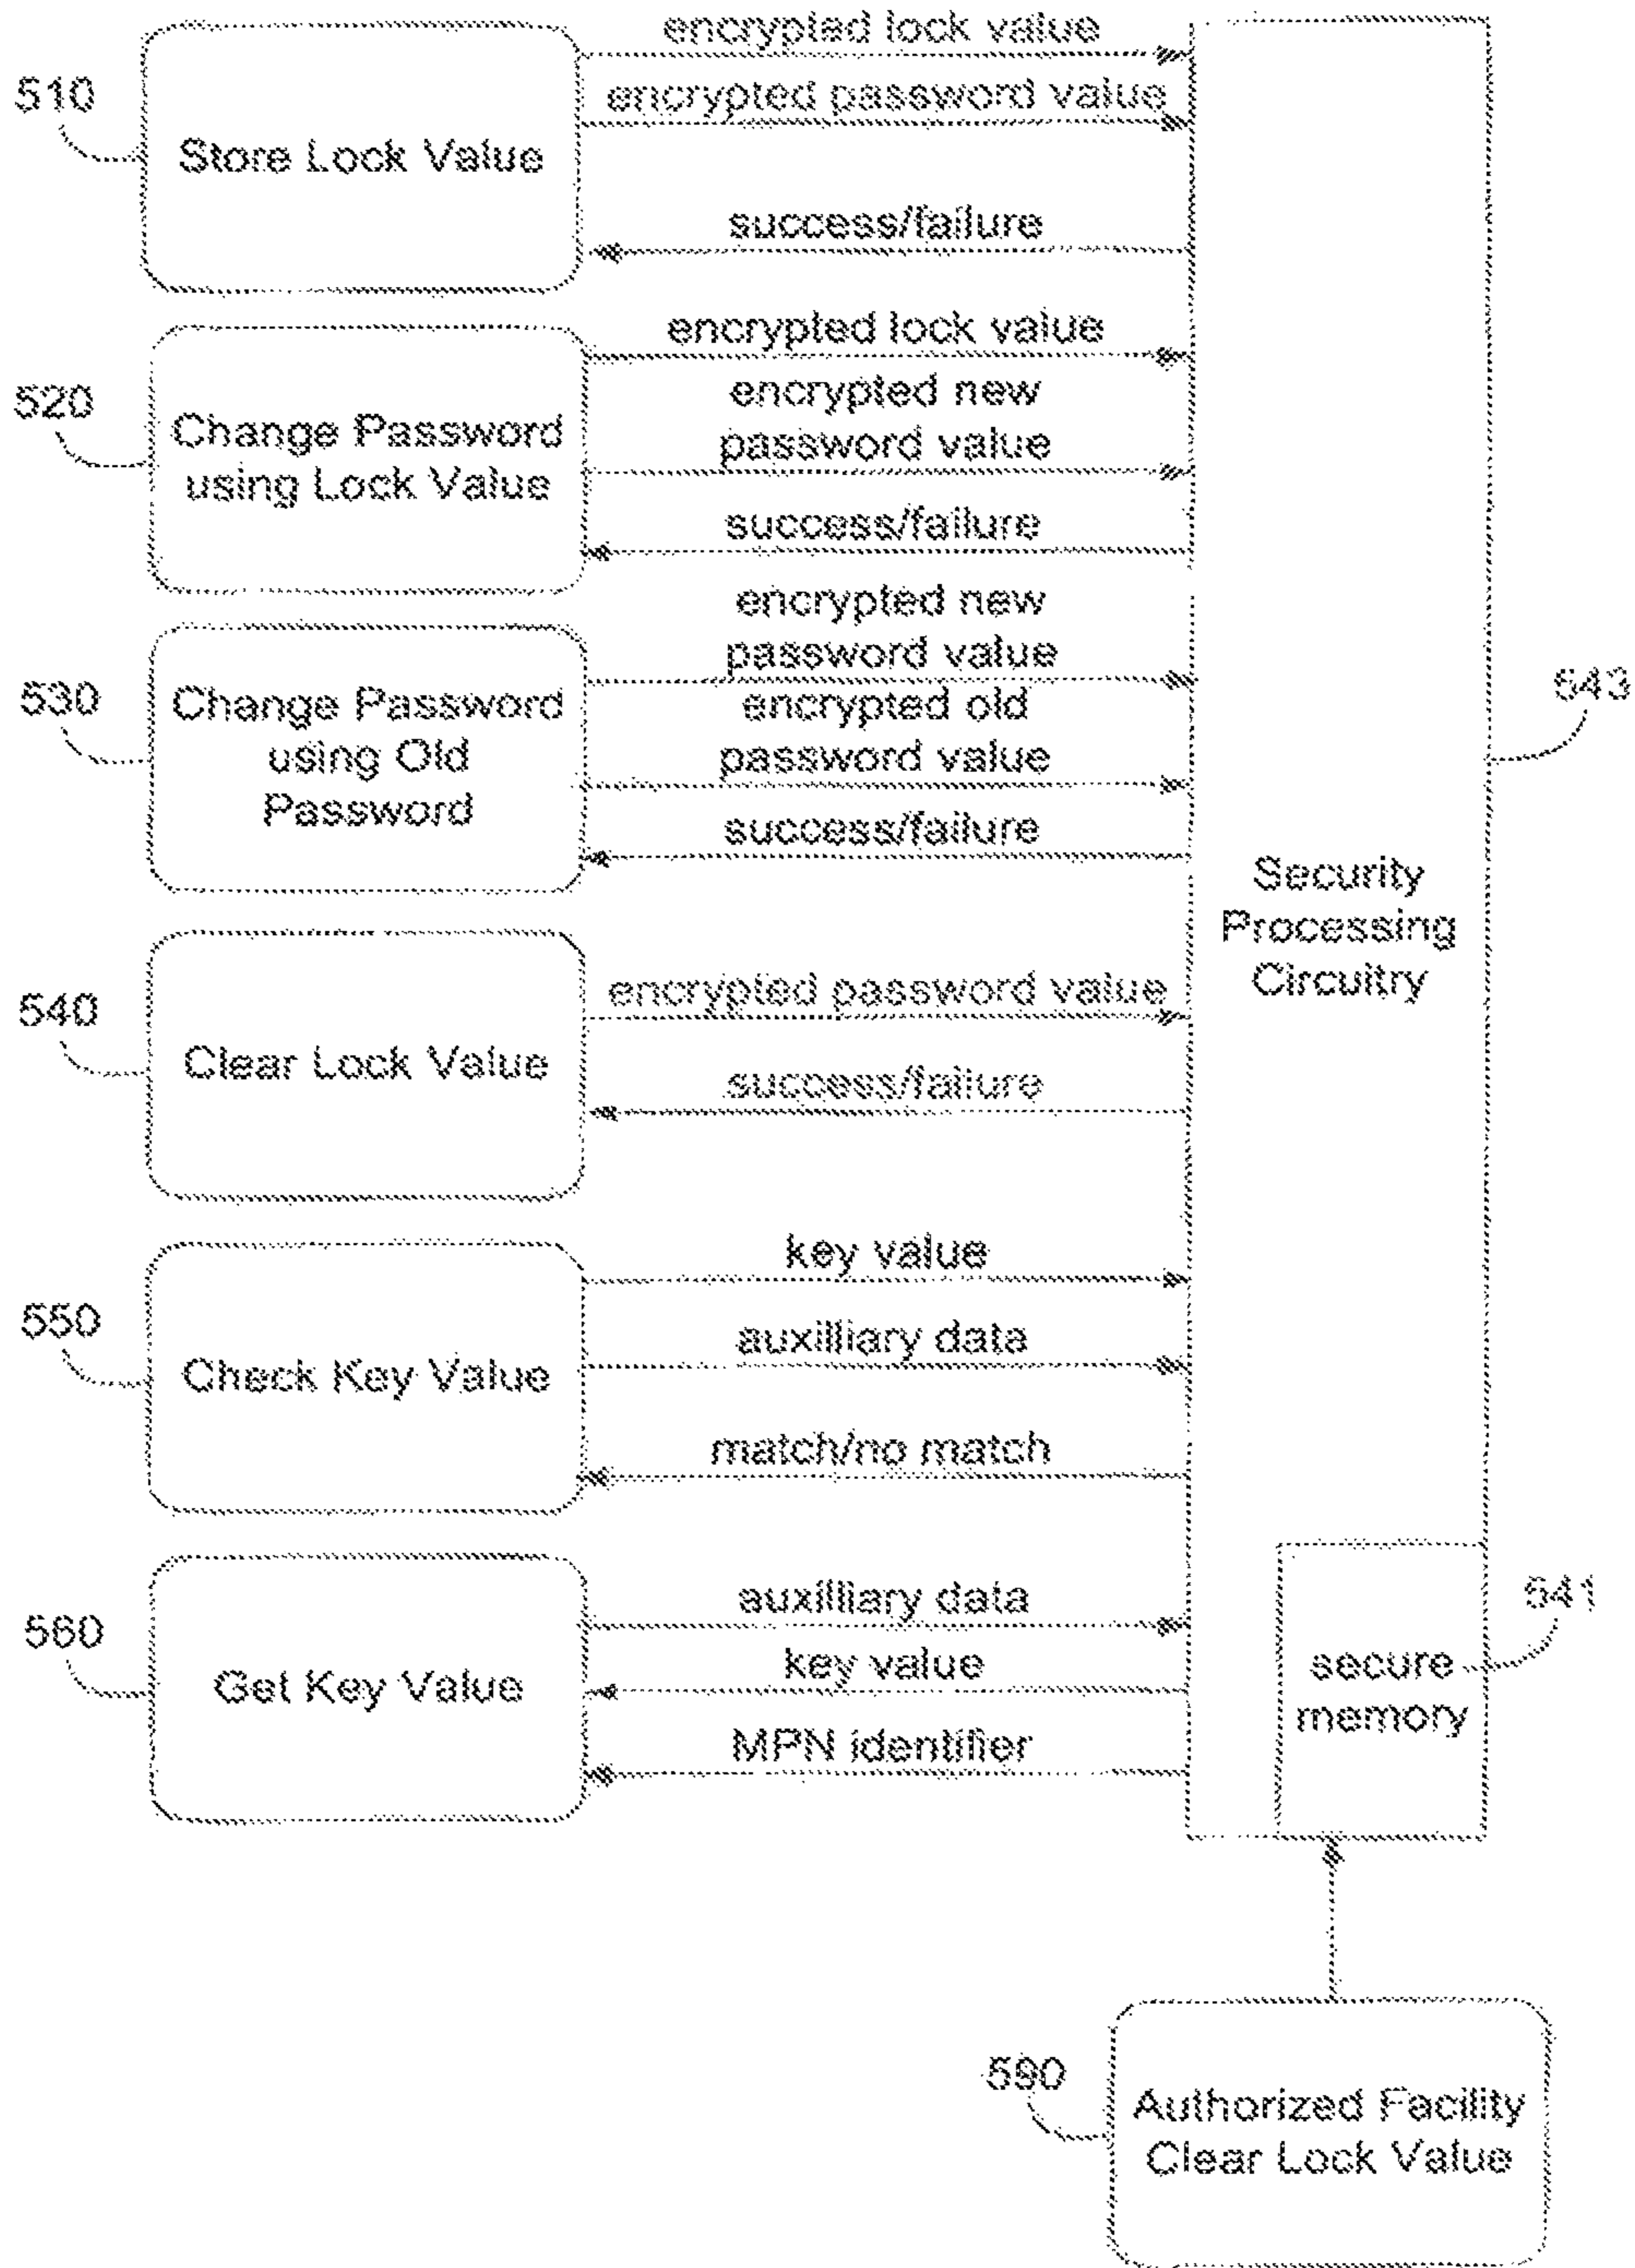 encrypted lock value
510
encrypted password value
Store Lock Value
success/failure
encrypted lock value
520
encrypted new
password value
Change Password
using Lock Value
success/failure
encrypted new
password value
530
Change Password
using Old
Password
encrypted old
password value
success/failure
543
Security
Processing
Circuitry
540
encrypted password value
Clear Lock Value
success/failure
key value
550
auxilliary data
Check Key Value
match/no match
560
auxilliary data
Get Key Value
key value
MPN identifier
541
secure
memory
590
Authorized Facility
Clear Lock Value